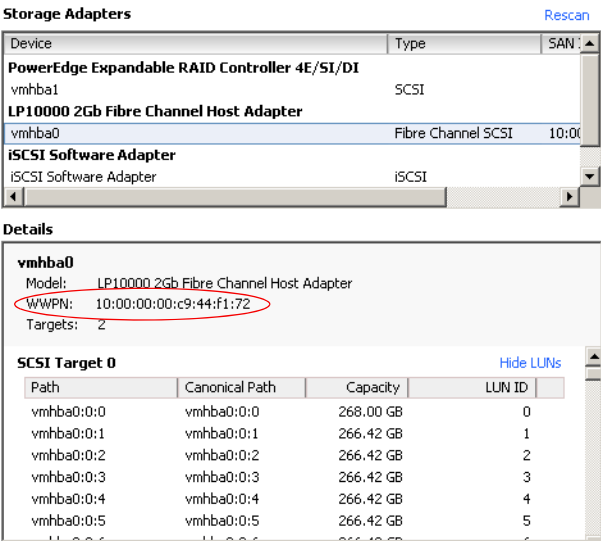 Storage Adapters Rescan
Device Type SAN
PowerEdge Expandable RAID Controller 4E/SI/DI
vmhba1 SCSI
LP10000 2Gb Fibre Channel Host Adapter
vmhba0 Fibre Channel SCSI 10:00
iSCSI Software Adapter
iSCSI Software Adapter iSCSI
Details
vmhba0
Model: LP10000 2Gb Fibre Channel Host Adapter
WWPN: 10:00:00:00:c9:44:f1:72
Targets: 2
SCSI Target 0 Hide LUNs
Path Canonical Path Capacity LUN ID
vmhba0:0:0 vmhba0:0:0 268.00 GB 0
vmhba0:0:1 vmhba0:0:1 266.42 GB 1
vmhba0:0:2 vmhba0:0:2 266.42 GB 2
vmhba0:0:3 vmhba0:0:3 266.42 GB 3
vmhba0:0:4 vmhba0:0:4 266.42 GB 4
vmhba0:0:5 vmhba0:0:5 266.42 GB 5